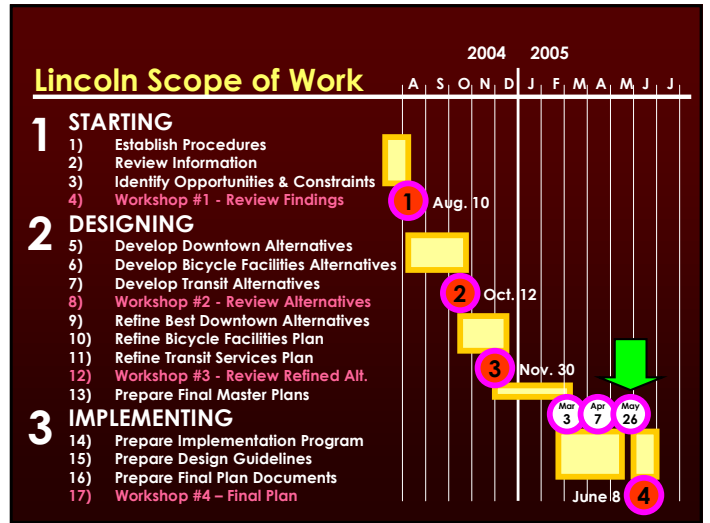 2004 2005
Lincoln Scope of Work
A S O N D J F M A M J J
1 STARTING
1) Establish Procedures
2) Review Information
3) Identify Opportunities & Constraints
4) Workshop #1 - Review Findings
1 Aug. 10
2 DESIGNING
5) Develop Downtown Alternatives
6) Develop Bicycle Facilities Alternatives
7) Develop Transit Alternatives
8) Workshop #2 - Review Alternatives
2 Oct. 12
9) Refine Best Downtown Alternatives
10) Refine Bicycle Facilities Plan
11) Refine Transit Services Plan
12) Workshop #3 - Review Refined Alt.
3 Nov. 30
13) Prepare Final Master Plans
Mar Apr May
3 7 26
3 IMPLEMENTING
14) Prepare Implementation Program
15) Prepare Design Guidelines
16) Prepare Final Plan Documents
17) Workshop #4 – Final Plan
June 8 4